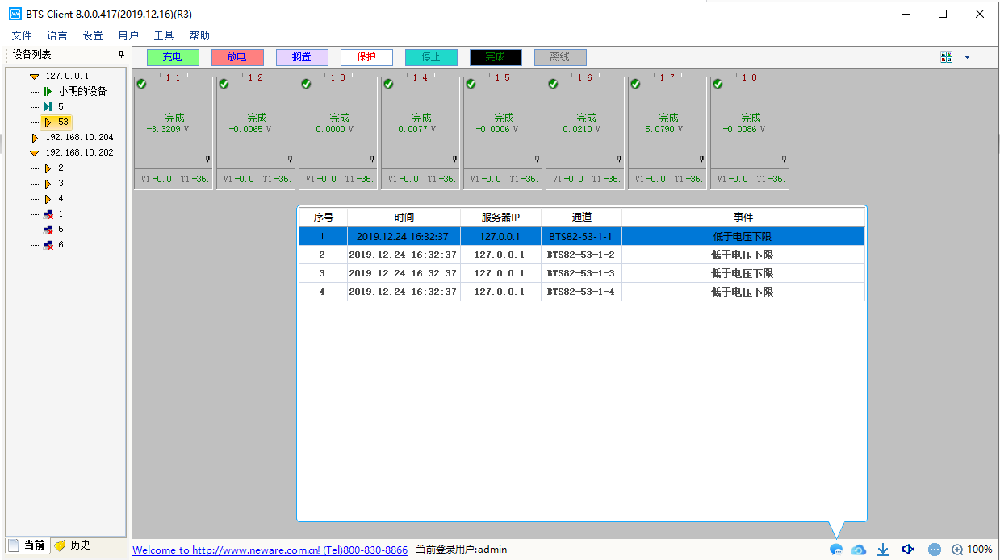 BTS Client 8.0.0.417(2019.12.16)(R3)
文件 语言 设置 用户 工具 帮助
设备列表
充电 放电 搁置 保护 停止 完成 离线
127.0.0.1
小明的设备
5
53
192.168.10.204
192.168.10.202
2
3
4
1
5
6
1-1 1-2 1-3 1-4 1-5 1-6 1-7 1-8
完成 完成 完成 完成 完成 完成 完成 完成
-3.3209 V -0.0065 V 0.0000 V 0.0077 V -0.0006 V 0.0210 V 5.0790 V -0.0086 V
V1-0.0 T1-35. V1-0.0 T1-35. V1-0.0 T1-35. V1-0.0 T1-35. V1-0.0 T1-35. V1-0.0 T1-35. V1-0.0 T1-35. V1-0.0 T1-35.
序号 时间 服务器IP 通道 事件
1 2019.12.24 16:32:37 127.0.0.1 BTS82-53-1-1 低于电压下限
2 2019.12.24 16:32:37 127.0.0.1 BTS82-53-1-2 低于电压下限
3 2019.12.24 16:32:37 127.0.0.1 BTS82-53-1-3 低于电压下限
4 2019.12.24 16:32:37 127.0.0.1 BTS82-53-1-4 低于电压下限
当前 历史
Welcome to http://www.neware.com.cn! (Tel)800-830-8866 当前登录用户:admin
100%